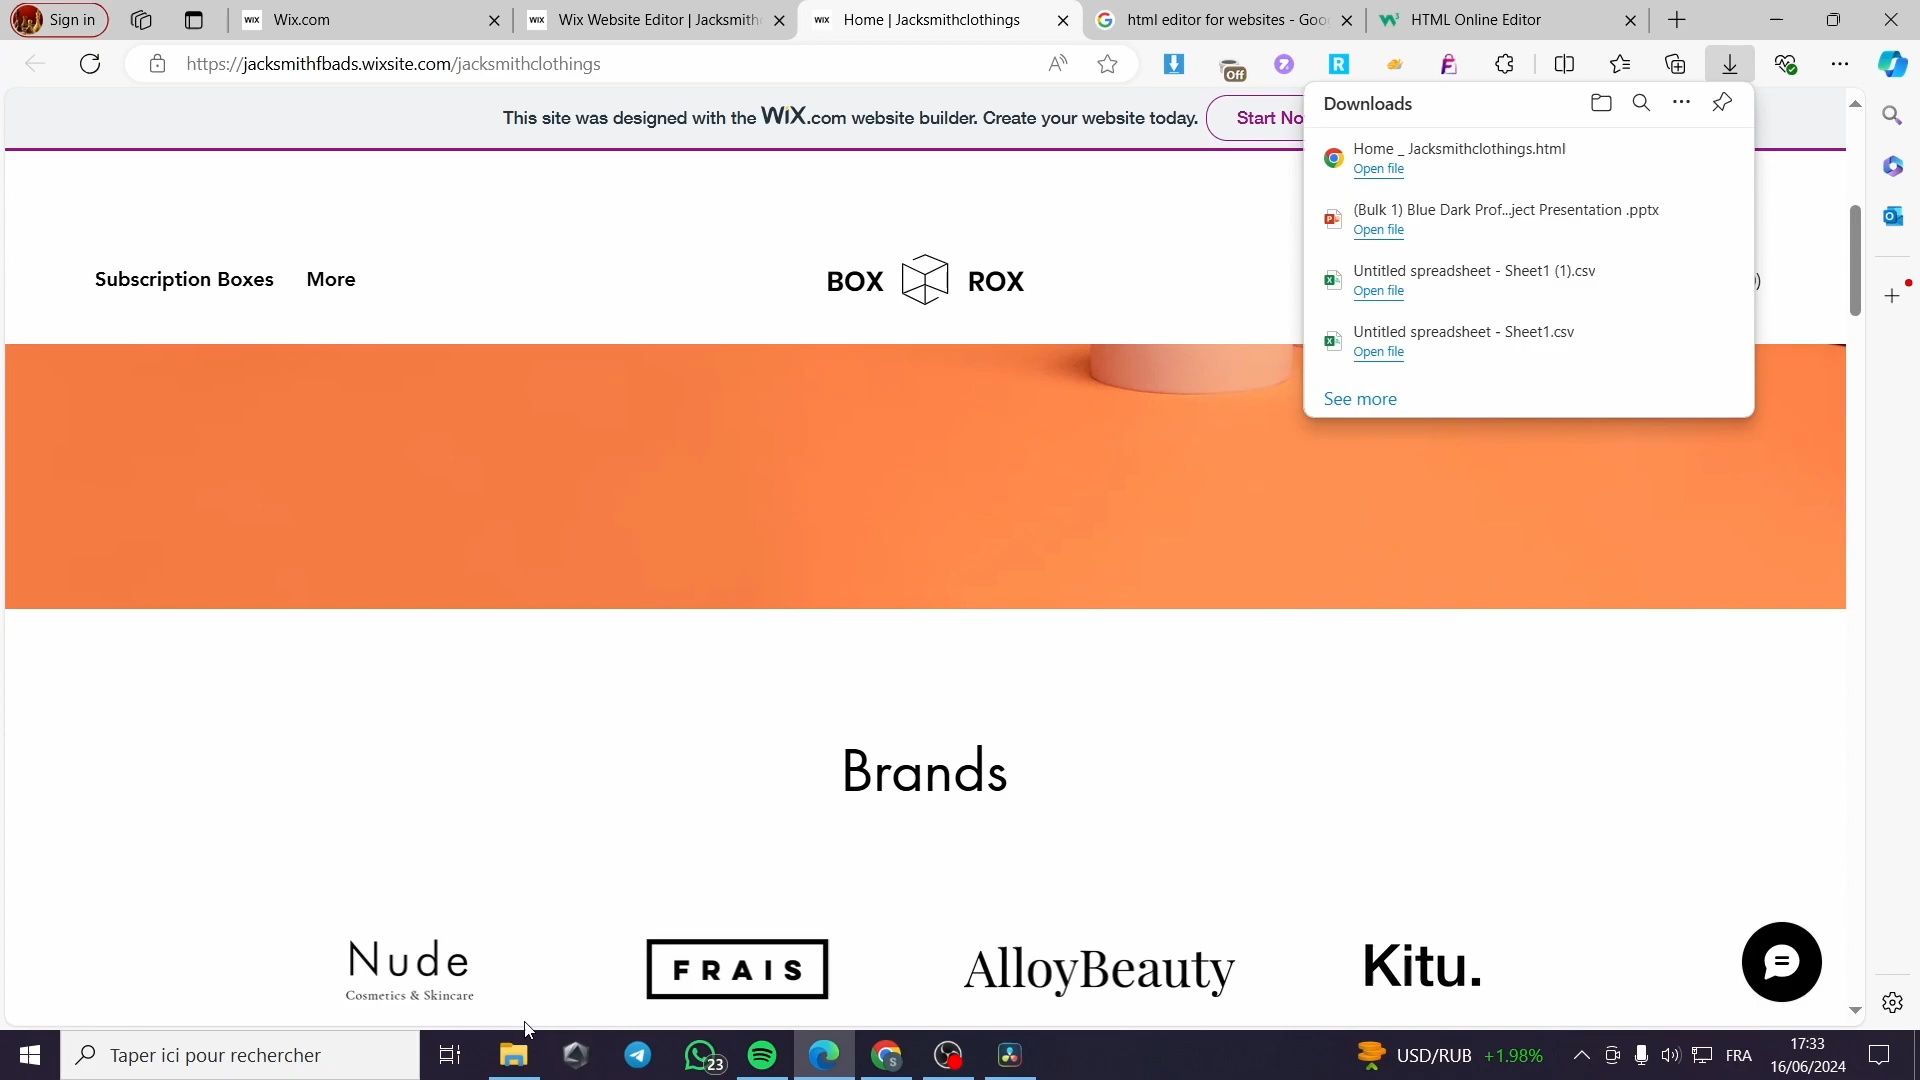 Sign in
WIX Wix.com
WIX Wix Website Editor | Jacksmith
WIX Home | Jacksmithclothings
html editor for websites - Goo
HTML Online Editor
https://jacksmithfbads.wixsite.com/jacksmithclothings
Off
This site was designed with the WiX.com website builder. Create your website today.
Start No
Downloads
Home _ Jacksmithclothings.html
Open file
(Bulk 1) Blue Dark Prof...ject Presentation .pptx
Open file
Untitled spreadsheet - Sheet1 (1).csv
Open file
Untitled spreadsheet - Sheet1.csv
Open file
See more
Subscription Boxes
More
BOX ROX
Brands
Nude
Cosmetics & Skincare
FRAIS
AlloyBeauty
Kitu.
Taper ici pour rechercher
23
USD/RUB +1.98%
FRA
17:33
16/06/2024